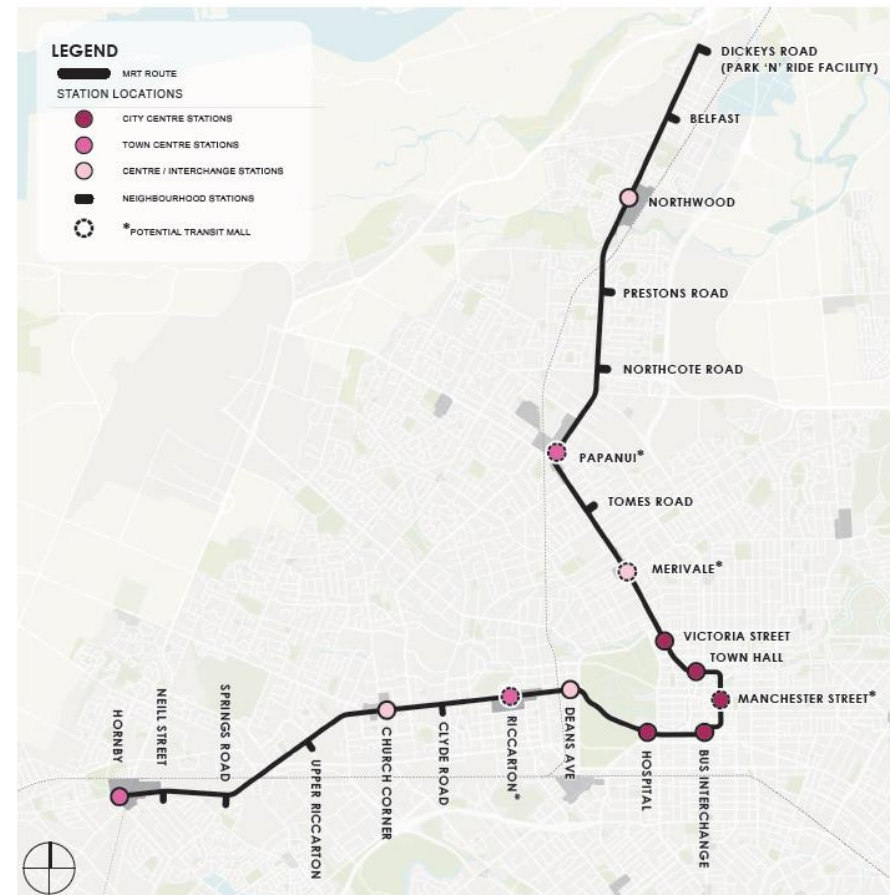 LEGEND
MRT ROUTE
STATION LOCATIONS
CITY CENTRE STATIONS
TOWN CENTRE STATIONS
CENTRE / INTERCHANGE STATIONS
NEIGHBOURHOOD STATIONS
*POTENTIAL TRANSIT MALL
DICKEYS ROAD
(PARK ‘N’ RIDE FACILITY)
BELFAST
NORTHWOOD
PRESTONS ROAD
NORTHCOTE ROAD
PAPANUI*
TOMES ROAD
MERIVALE*
VICTORIA STREET
TOWN HALL
MANCHESTER STREET*
HORNBY
NEILL STREET
SPRINGS ROAD
UPPER RICCARTON
CHURCH CORNER
CLYDE ROAD
RICCARTON*
DEANS AVE
HOSPITAL
BUS INTERCHANGE